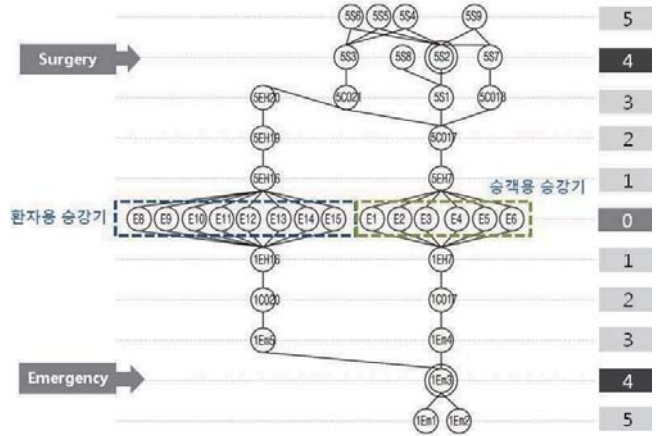 5S6 5S5 5S4 5S9 5
Surgery 5S3 5S8 5S2 5S7 4
5EH20 5C021 5S1 5C018 3
5EH19 5C017 2
5EH16 5EH7 1
승객용 승강기
환자용 승강기 E8 E9 E10 E11 E12 E13 E14 E15 E1 E2 E3 E4 E5 E6 0
1EH16 1EH7 1
1C020 1C017 2
1Em5 1Em4 3
Emergency 1Em3 4
1Em1 1Em2 5